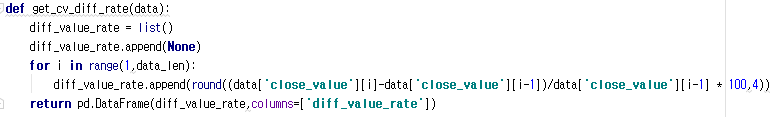 def get_cv_diff_rate(data):
    diff_value_rate = list()
    diff_value_rate.append(None)
    for i in range(1,data_len):
        diff_value_rate.append(round((data['close_value'][i]-data['close_value'][i-1])/data['close_value'][i-1] * 100,4))
    return pd.DataFrame(diff_value_rate,columns=['diff_value_rate'])